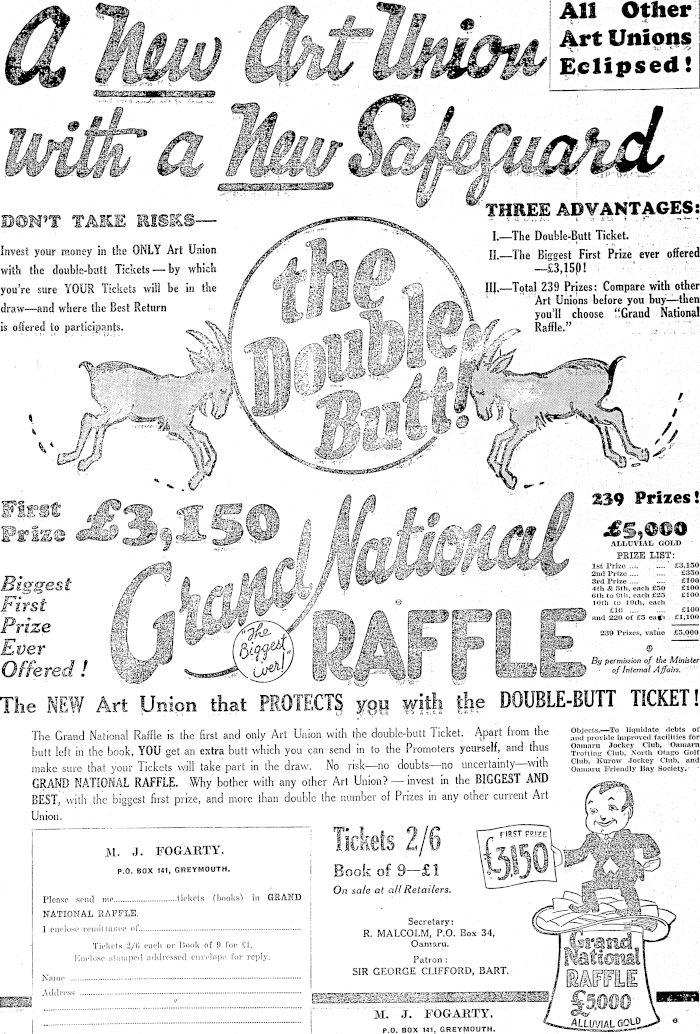 A New Art Union
with a New Safeguard
All Other
Art Unions
Eclipsed!
DON'T TAKE RISKS—
Invest your money in the ONLY Art Union
with the double-butt Tickets—by which
you're sure YOUR Tickets will be in the
draw—and where the Best Return
is offered to participants.
the
Double
Butt!
THREE ADVANTAGES:
I.—The Double-Butt Ticket.
II.—The Biggest First Prize ever offered
—£3,150!
III.—Total 239 Prizes: Compare with other
Art Unions before you buy—then
you'll choose "Grand National
Raffle."
First
Prize £3,150
Biggest
First
Prize
Ever
Offered!
Grand National
RAFFLE
"The
Biggest
Ever!"
239 Prizes!
£5,000
ALLUVIAL GOLD
PRIZE LIST:
1st Prize .... .... £3,150
2nd Prize .... .... £350
3rd Prize .... .... £100
4th & 5th, each £50 £100
6th to 9th, each £25 £100
10th to 19th, each
£10 .... .... £100
and 220 of £5 each £1,100
239 Prizes, value £5,000
By permission of the Minister
of Internal Affairs.
The NEW Art Union that PROTECTS you with the DOUBLE-BUTT TICKET!
The Grand National Raffle is the first and only Art Union with the double-butt Ticket. Apart from the
butt left in the book, YOU get an extra butt which you can send in to the Promoters yourself, and thus
make sure that your Tickets will take part in the draw. No risk—no doubts—no uncertainty—with
GRAND NATIONAL RAFFLE. Why bother with any other Art Union?—invest in the BIGGEST AND
BEST, with the biggest first prize, and more than double the number of Prizes in any other current Art
Union.
Objects.—To liquidate debts of
and provide improved facilities for
Oamaru Jockey Club, Oamaru
Trotting Club, North Otago Golf
Club, Kurow Jockey Club, and
Oamaru Friendly Bay Society.
M. J. FOGARTY.
P.O. BOX 141, GREYMOUTH.
Please send me..........tickets (books) in GRAND
NATIONAL RAFFLE.
I enclose remittance of..........
Tickets 2/6 each or Book of 9 for £1.
Enclose stamped addressed envelope for reply.
Name ..........
Address ..........
Tickets 2/6
Book of 9—£1
On sale at all Retailers.
Secretary:
R. MALCOLM, P.O. Box 34,
Oamaru.
Patron:
SIR GEORGE CLIFFORD, BART.
M. J. FOGARTY.
P.O. BOX 141, GREYMOUTH.
FIRST PRIZE
£3150
Grand
National
RAFFLE
£5,000
ALLUVIAL GOLD
6